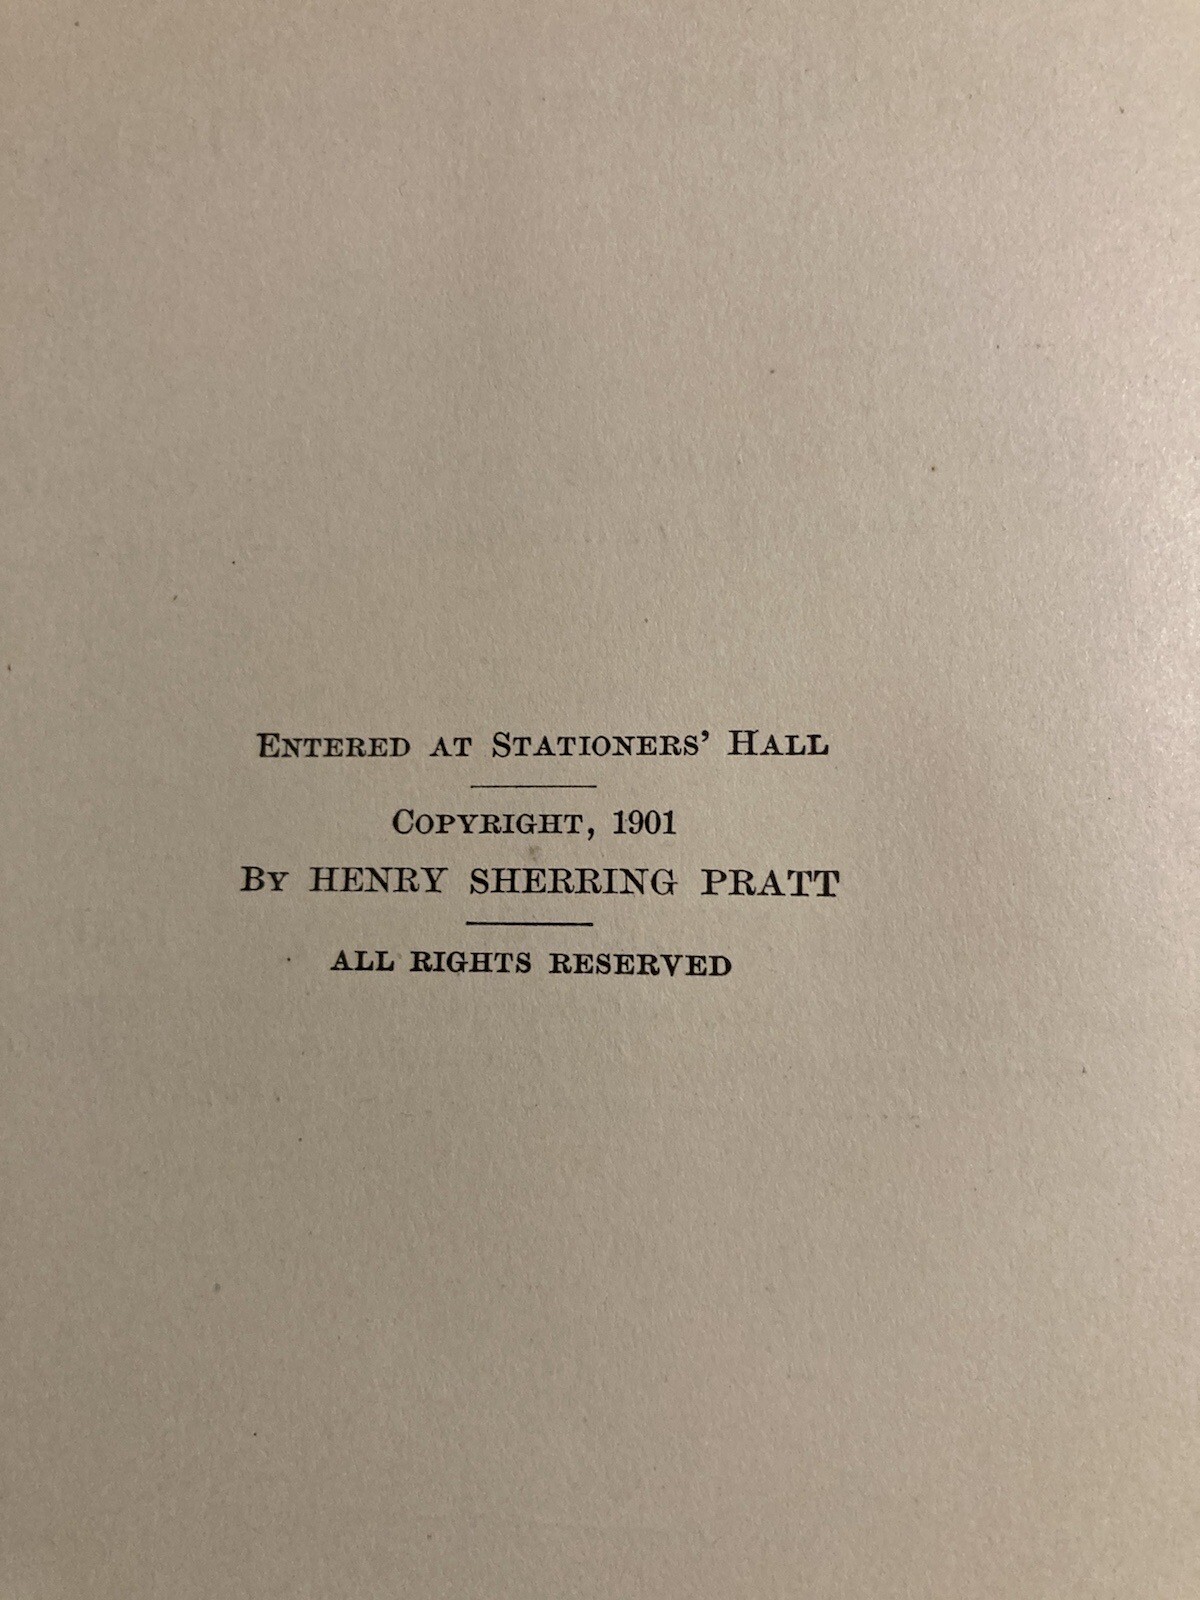 Entered at Stationers' Hall
Copyright, 1901
By HENRY SHERRING PRATT
ALL RIGHTS RESERVED